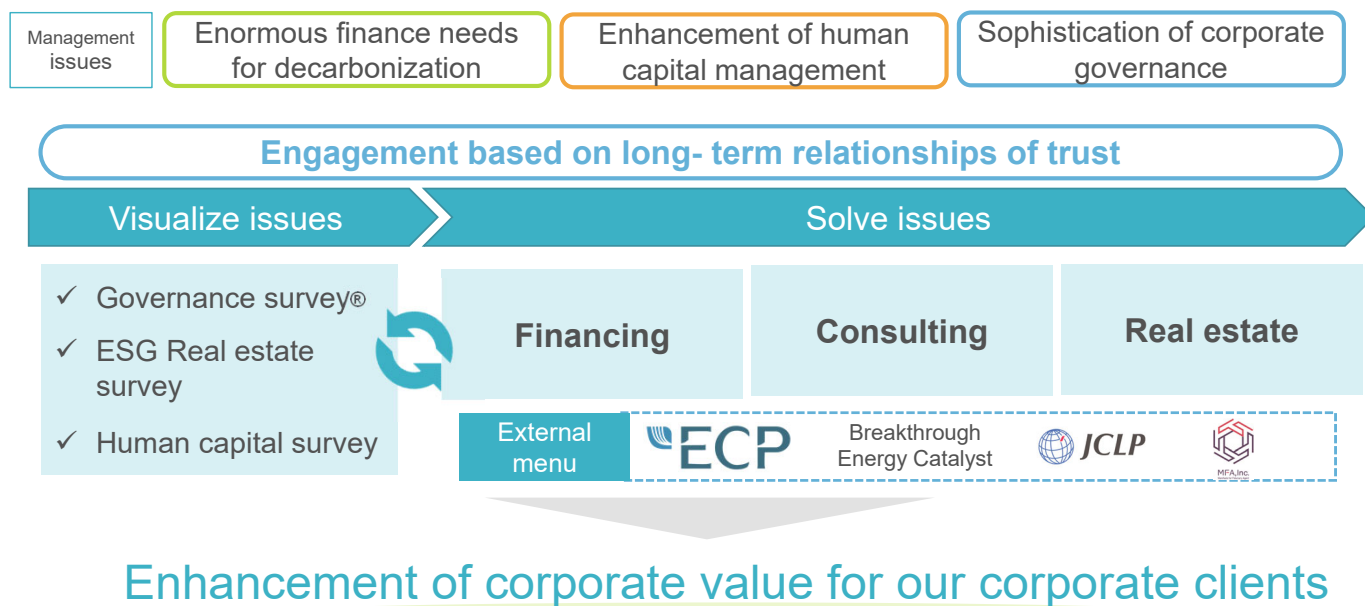 Management
issues
Enormous finance needs
for decarbonization
Enhancement of human
capital management
Sophistication of corporate
governance
Engagement based on long- term relationships of trust
Visualize issues
Solve issues
✓ Governance survey®
✓ ESG Real estate
survey
✓ Human capital survey
Financing
Consulting
Real estate
External
menu
ECP
Breakthrough
Energy Catalyst
JCLP
MFA,Inc.
Enhancement of corporate value for our corporate clients